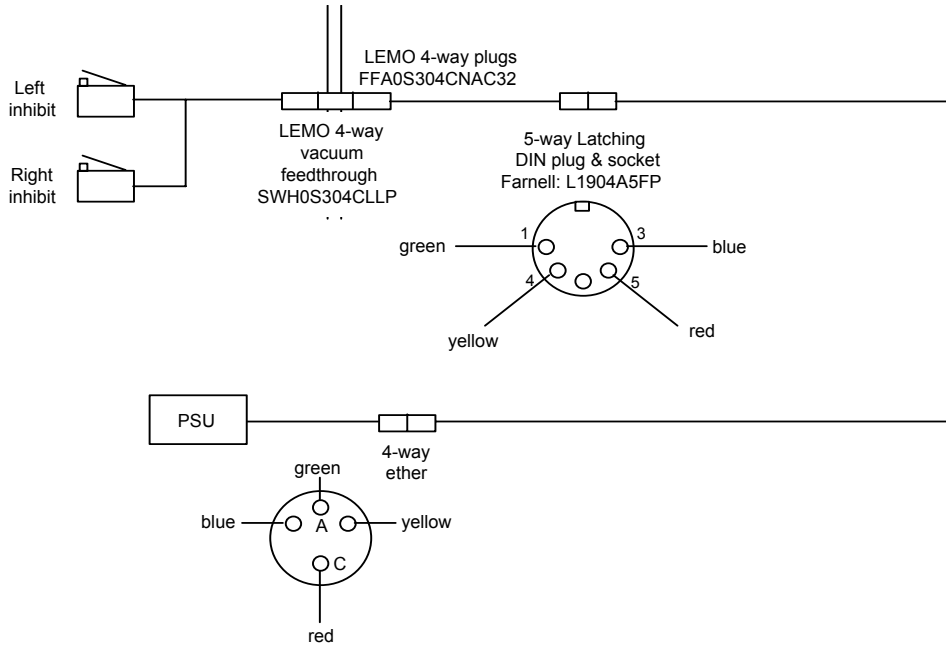 LEMO 4-way plugs
FFA0S304CNAC32
Left
inhibit
Right
inhibit
LEMO 4-way
vacuum
feedthrough
SWH0S304CLLP
5-way Latching
DIN plug & socket
Farnell: L1904A5FP
1
3
green
blue
4
5
yellow
red
PSU
4-way
ether
green
blue
A
yellow
C
red